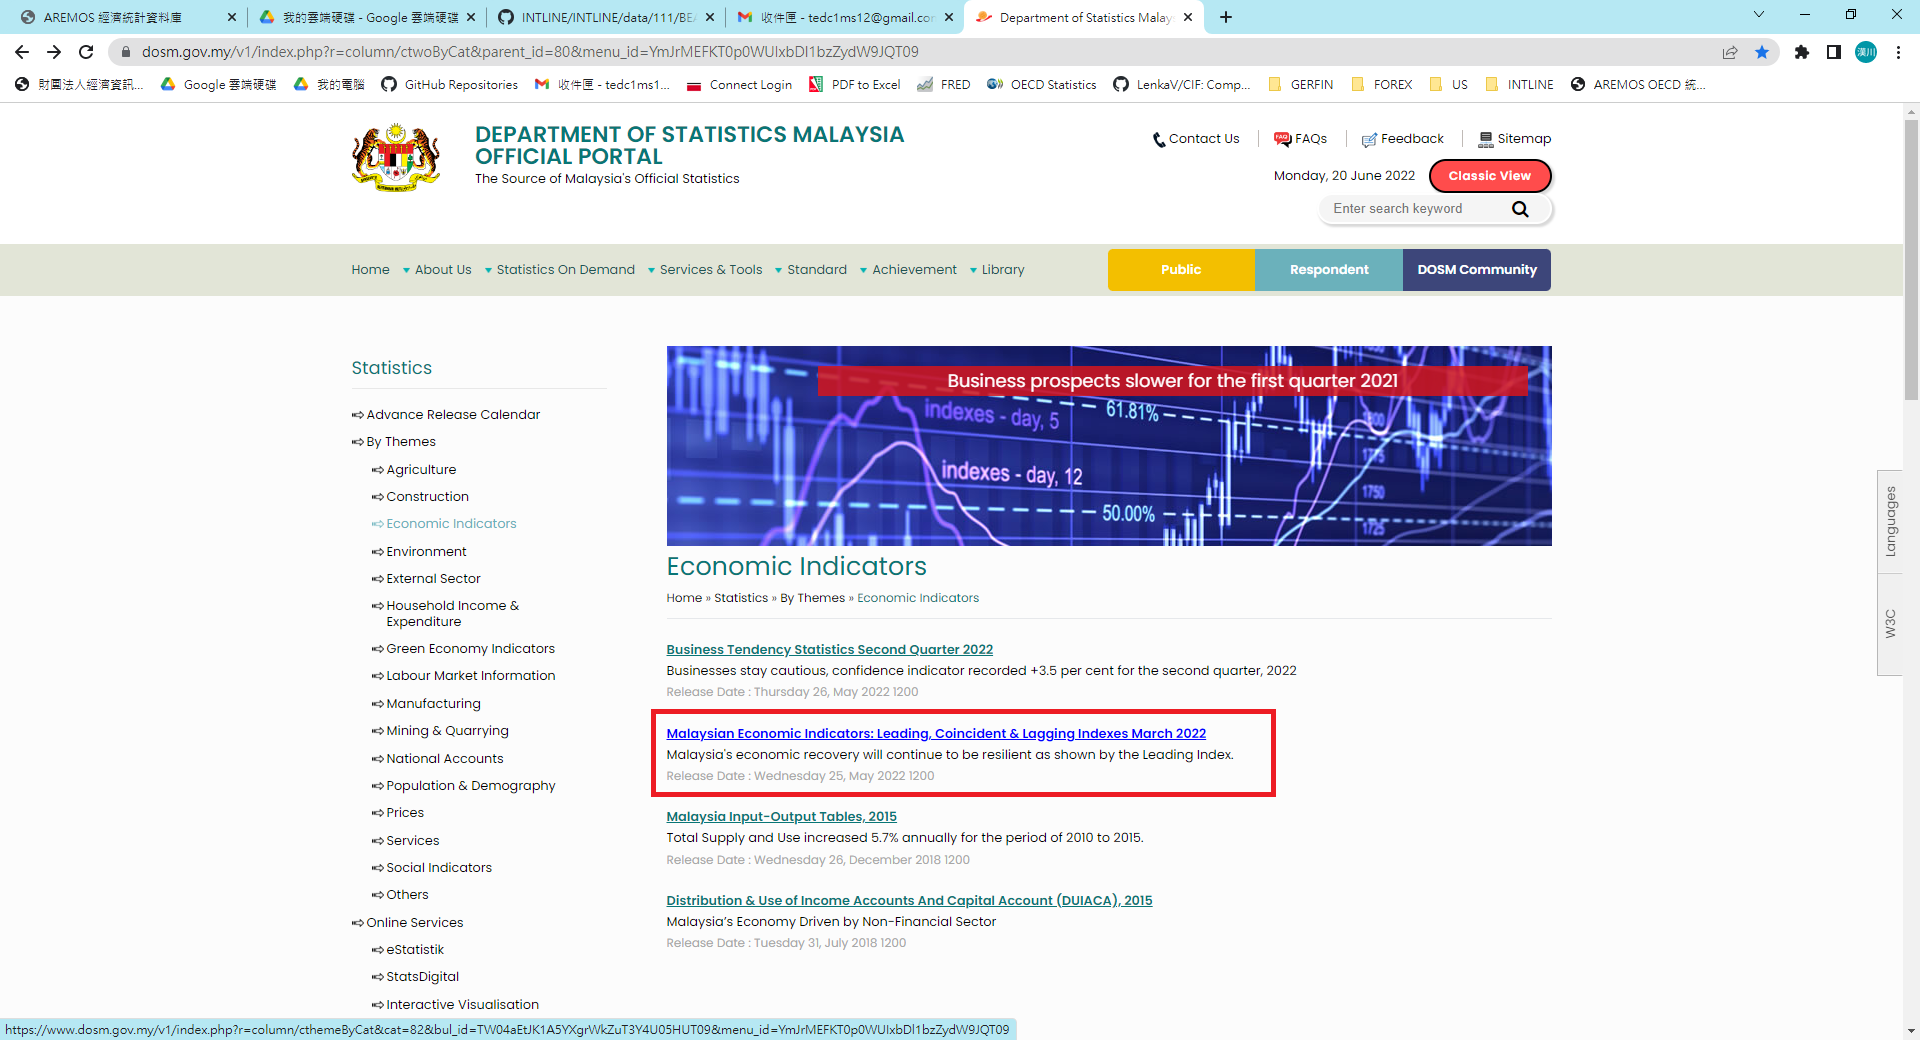 AREMOS 經濟統計資料庫
我的雲端硬碟 - Google 雲端硬碟
INTLINE/INTLINE/data/111/BEA
收件匣 - tedc1ms12@gmail.com
Department of Statistics Malays
dosm.gov.my/v1/index.php?r=column/ctwoByCat&parent_id=80&menu_id=YmJrMEFKT0p0WUIxbDl1bzZydW9JQT09
漢川
財團法人經濟資訊...
Google 雲端硬碟
我的電腦
GitHub Repositories
收件匣 - tedc1ms1...
Connect Login
PDF to Excel
FRED
OECD Statistics
LenkaV/CIF: Comp...
GERFIN
FOREX
US
INTLINE
AREMOS OECD 統...
DEPARTMENT OF STATISTICS MALAYSIA
OFFICIAL PORTAL
The Source of Malaysia's Official Statistics
Contact Us
FAQ
FAQs
Feedback
Sitemap
Monday, 20 June 2022
Classic View
Enter search keyword
Home
About Us
Statistics On Demand
Services & Tools
Standard
Achievement
Library
Public
Respondent
DOSM Community
Statistics
Advance Release Calendar
By Themes
Agriculture
Construction
Economic Indicators
Environment
External Sector
Household Income &
Expenditure
Green Economy Indicators
Labour Market Information
Manufacturing
Mining & Quarrying
National Accounts
Population & Demography
Prices
Services
Social Indicators
Others
Online Services
eStatistik
StatsDigital
Interactive Visualisation
Business prospects slower for the first quarter 2021
indexes - day, 5
61.81%
1800
1775
indexes - day, 12
1750
50.00%
1725
Economic Indicators
Home » Statistics » By Themes » Economic Indicators
Business Tendency Statistics Second Quarter 2022
Businesses stay cautious, confidence indicator recorded +3.5 per cent for the second quarter, 2022
Release Date : Thursday 26, May 2022 1200
Malaysian Economic Indicators: Leading, Coincident & Lagging Indexes March 2022
Malaysia's economic recovery will continue to be resilient as shown by the Leading Index.
Release Date : Wednesday 25, May 2022 1200
Malaysia Input-Output Tables, 2015
Total Supply and Use increased 5.7% annually for the period of 2010 to 2015.
Release Date : Wednesday 26, December 2018 1200
Distribution & Use of Income Accounts And Capital Account (DUIACA), 2015
Malaysia's Economy Driven by Non-Financial Sector
Release Date : Tuesday 31, July 2018 1200
Languages
W3C
https://www.dosm.gov.my/v1/index.php?r=column/cthemeByCat&cat=82&bul_id=TW04aEtJK1A5YXgrWkZuT3Y4U05HUT09&menu_id=YmJrMEFKT0p0WUIxbDl1bzZydW9JQT09